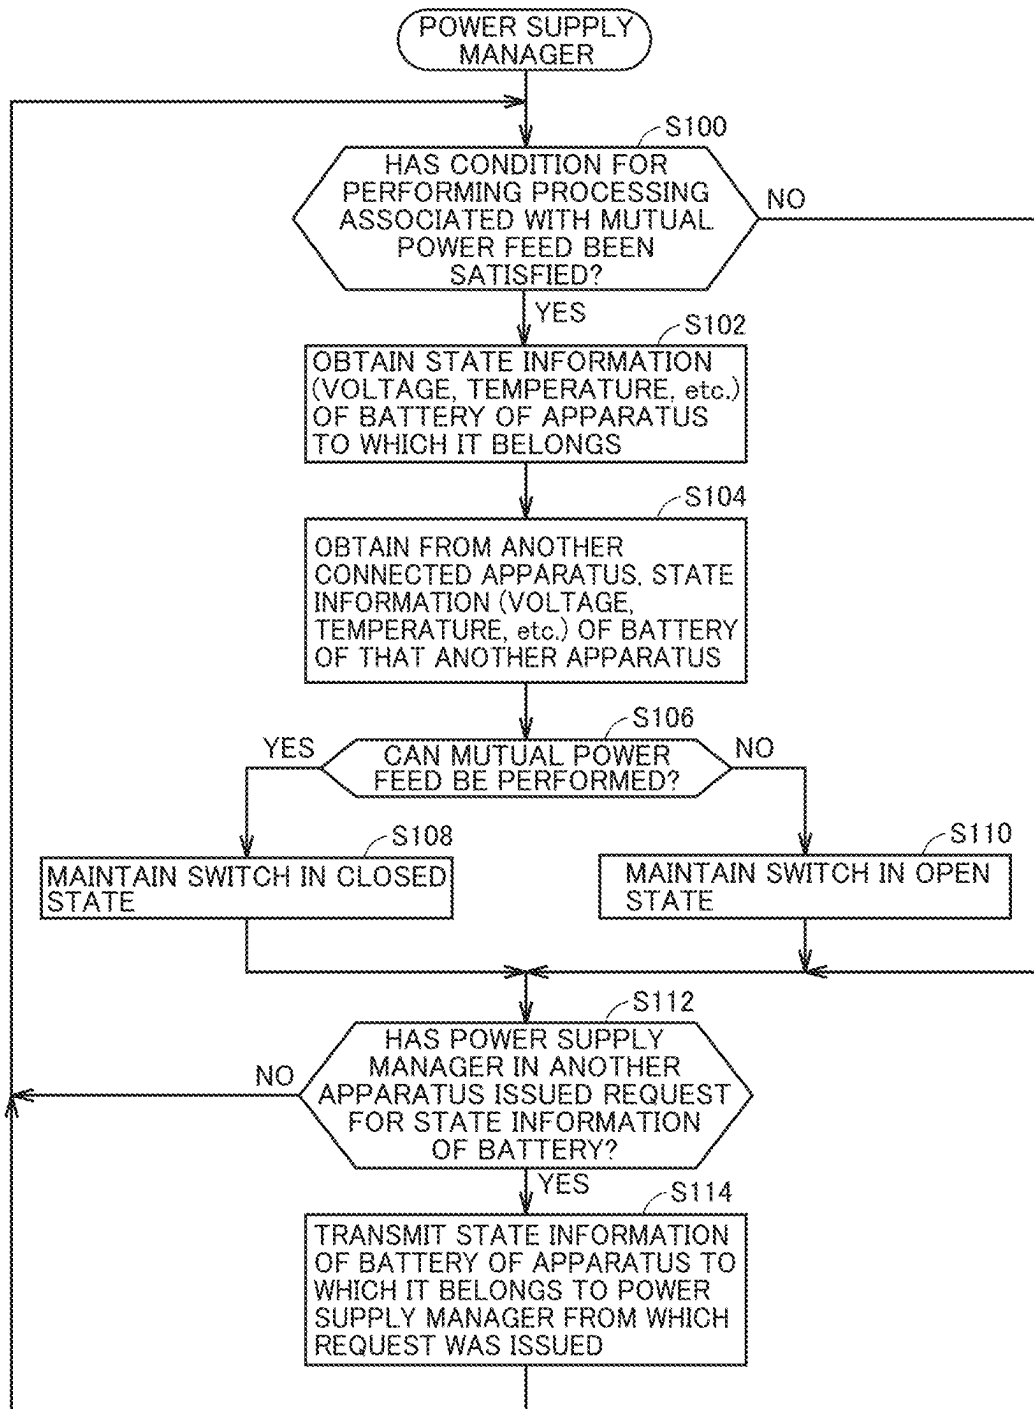 POWER SUPPLY
MANAGER
S100
HAS CONDITION FOR
PERFORMING PROCESSING
ASSOCIATED WITH MUTUAL
POWER FEED BEEN
SATISFIED?
NO
YES
S102
OBTAIN STATE INFORMATION
(VOLTAGE, TEMPERATURE, etc.)
OF BATTERY OF APPARATUS
TO WHICH IT BELONGS
S104
OBTAIN FROM ANOTHER
CONNECTED APPARATUS, STATE
INFORMATION (VOLTAGE,
TEMPERATURE, etc.) OF BATTERY
OF THAT ANOTHER APPARATUS
S106
YES
CAN MUTUAL POWER
FEED BE PERFORMED?
NO
S108
MAINTAIN SWITCH IN CLOSED
STATE
S110
MAINTAIN SWITCH IN OPEN
STATE
S112
HAS POWER SUPPLY
MANAGER IN ANOTHER
APPARATUS ISSUED REQUEST
FOR STATE INFORMATION
OF BATTERY?
NO
YES
S114
TRANSMIT STATE INFORMATION
OF BATTERY OF APPARATUS TO
WHICH IT BELONGS TO POWER
SUPPLY MANAGER FROM WHICH
REQUEST WAS ISSUED